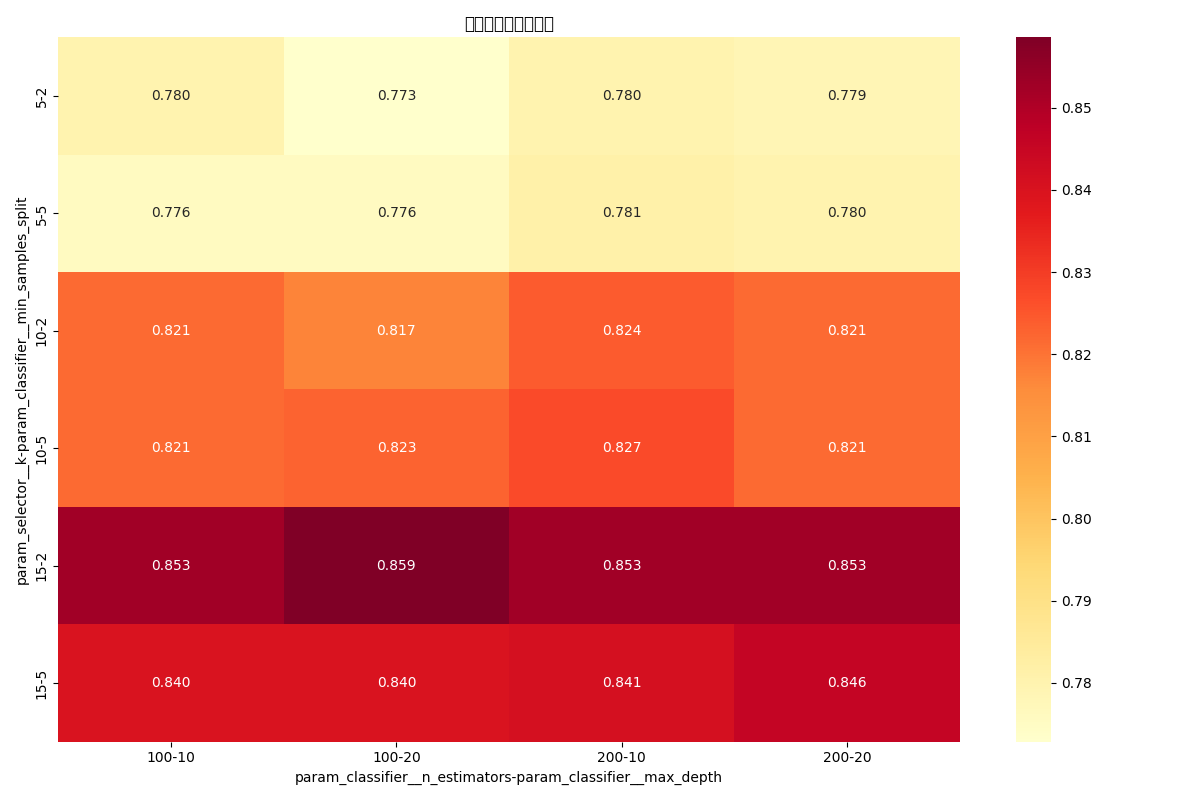 5-2 0.780 0.773 0.780 0.779
5-5 0.776 0.776 0.781 0.780
10-2 0.821 0.817 0.824 0.821
10-5 0.821 0.823 0.827 0.821
15-2 0.853 0.859 0.853 0.853
15-5 0.840 0.840 0.841 0.846
100-10 100-20 200-10 200-20
param_classifier__n_estimators-param_classifier__max_depth
param_selector__k-param_classifier__min_samples_split
0.85
0.84
0.83
0.82
0.81
0.80
0.79
0.78